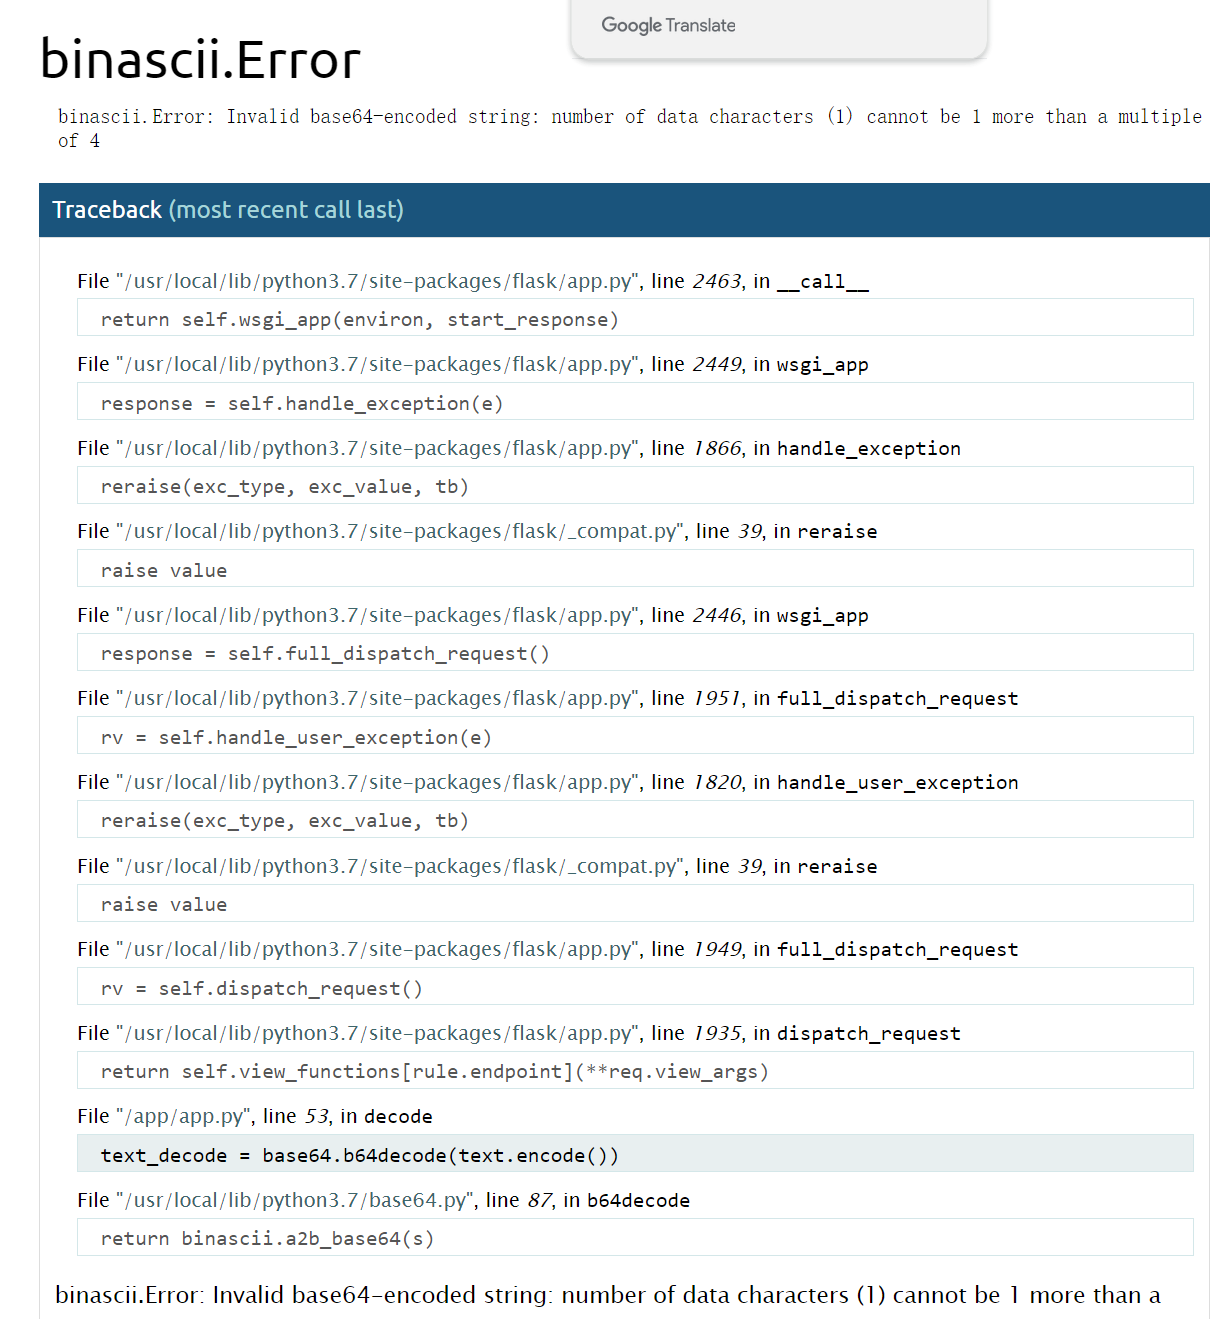 Google Translate
binascii.Error
binascii.Error: Invalid base64-encoded string: number of data characters (1) cannot be 1 more than a multiple
of 4
Traceback (most recent call last)
File "/usr/local/lib/python3.7/site-packages/flask/app.py", line 2463, in __call__
return self.wsgi_app(environ, start_response)
File "/usr/local/lib/python3.7/site-packages/flask/app.py", line 2449, in wsgi_app
response = self.handle_exception(e)
File "/usr/local/lib/python3.7/site-packages/flask/app.py", line 1866, in handle_exception
reraise(exc_type, exc_value, tb)
File "/usr/local/lib/python3.7/site-packages/flask/_compat.py", line 39, in reraise
raise value
File "/usr/local/lib/python3.7/site-packages/flask/app.py", line 2446, in wsgi_app
response = self.full_dispatch_request()
File "/usr/local/lib/python3.7/site-packages/flask/app.py", line 1951, in full_dispatch_request
rv = self.handle_user_exception(e)
File "/usr/local/lib/python3.7/site-packages/flask/app.py", line 1820, in handle_user_exception
reraise(exc_type, exc_value, tb)
File "/usr/local/lib/python3.7/site-packages/flask/_compat.py", line 39, in reraise
raise value
File "/usr/local/lib/python3.7/site-packages/flask/app.py", line 1949, in full_dispatch_request
rv = self.dispatch_request()
File "/usr/local/lib/python3.7/site-packages/flask/app.py", line 1935, in dispatch_request
return self.view_functions[rule.endpoint](**req.view_args)
File "/app/app.py", line 53, in decode
text_decode = base64.b64decode(text.encode())
File "/usr/local/lib/python3.7/base64.py", line 87, in b64decode
return binascii.a2b_base64(s)
binascii.Error: Invalid base64-encoded string: number of data characters (1) cannot be 1 more than a